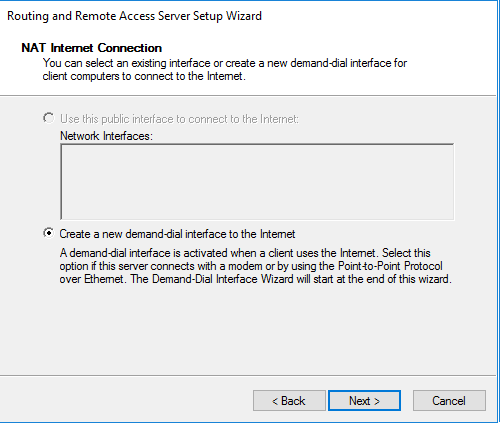 Routing and Remote Access Server Setup Wizard
NAT Internet Connection
You can select an existing interface or create a new demand-dial interface for
client computers to connect to the Internet.
Use this public interface to connect to the Internet:
Network Interfaces:
Create a new demand-dial interface to the Internet
A demand-dial interface is activated when a client uses the Internet. Select this
option if this server connects with a modem or by using the Point-to-Point Protocol
over Ethernet. The Demand-Dial Interface Wizard will start at the end of this wizard.
< Back
Next >
Cancel